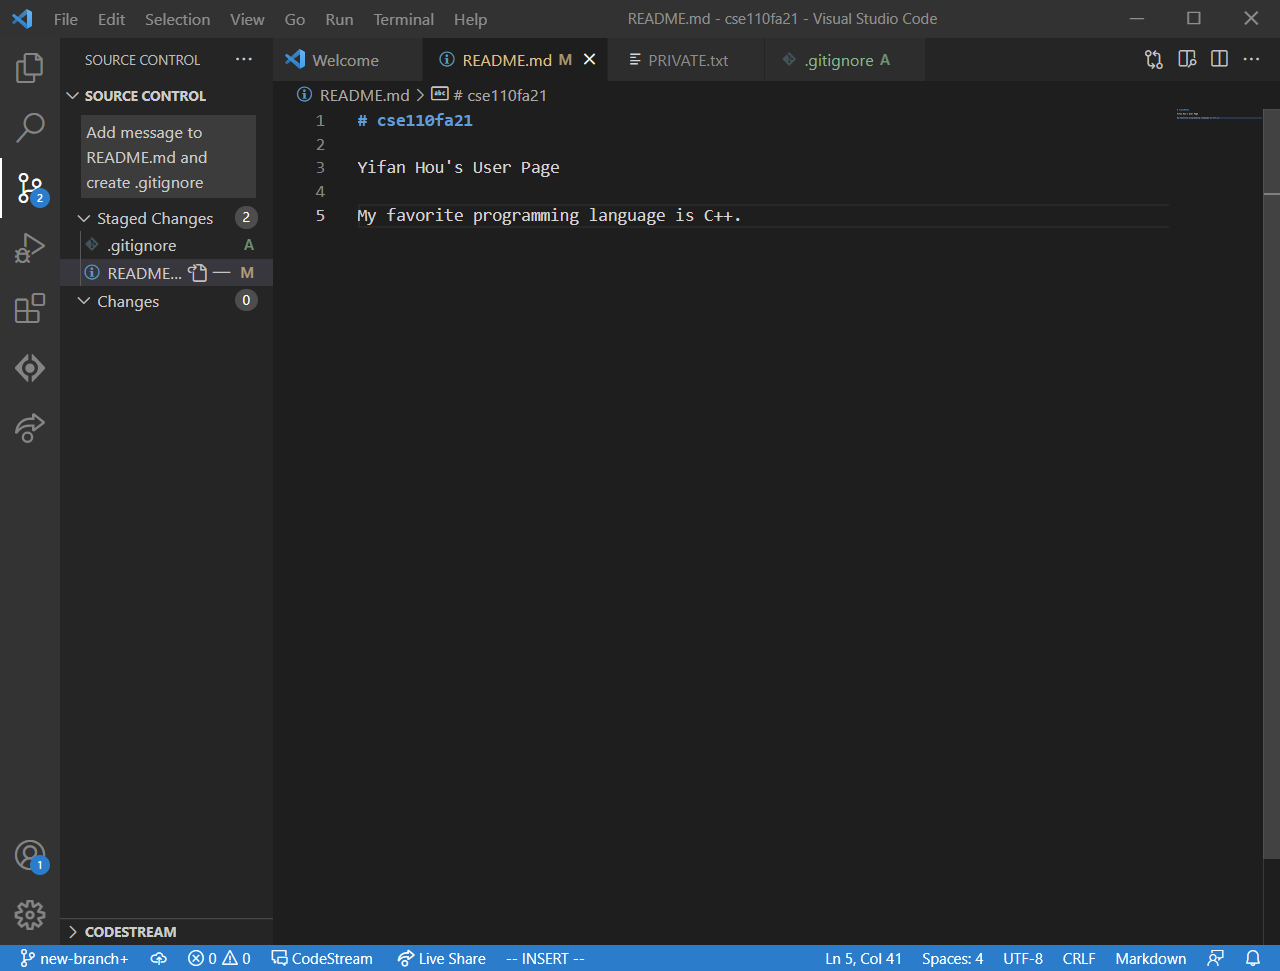 File Edit Selection View Go Run Terminal Help README.md - cse110fa21 - Visual Studio Code
SOURCE CONTROL
Welcome README.md M PRIVATE.txt .gitignore A
SOURCE CONTROL
README.md # cse110fa21
Add message to
README.md and
create .gitignore
Staged Changes 2
.gitignore A
README... M
Changes 0
2
1
1 # cse110fa21
2
3 Yifan Hou's User Page
4
5 My favorite programming language is C++.
CODESTREAM
new-branch+ 0 0 CodeStream Live Share -- INSERT -- Ln 5, Col 41 Spaces: 4 UTF-8 CRLF Markdown